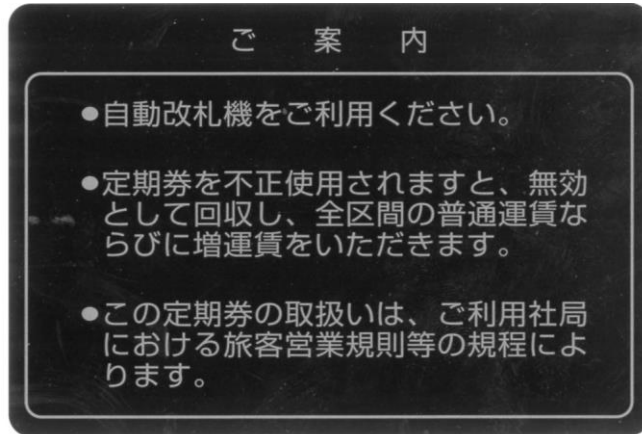 ご案内
●自動改札機をご利用ください。
●定期券を不正使用されますと、無効
として回収し、全区間の普通運賃な
らびに増運賃をいただきます。
●この定期券の取扱いは、ご利用社局
における旅客営業規則等の規程によ
ります。